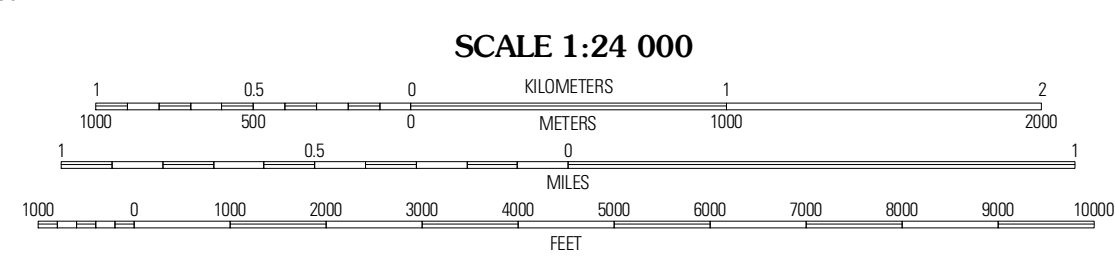 SCALE 1:24 000
1 0.5 0 KILOMETERS 1 2
1000 500 0 METERS 1000 2000
1 0.5 0 1
MILES
1000 0 1000 2000 3000 4000 5000 6000 7000 8000 9000 10000
FEET